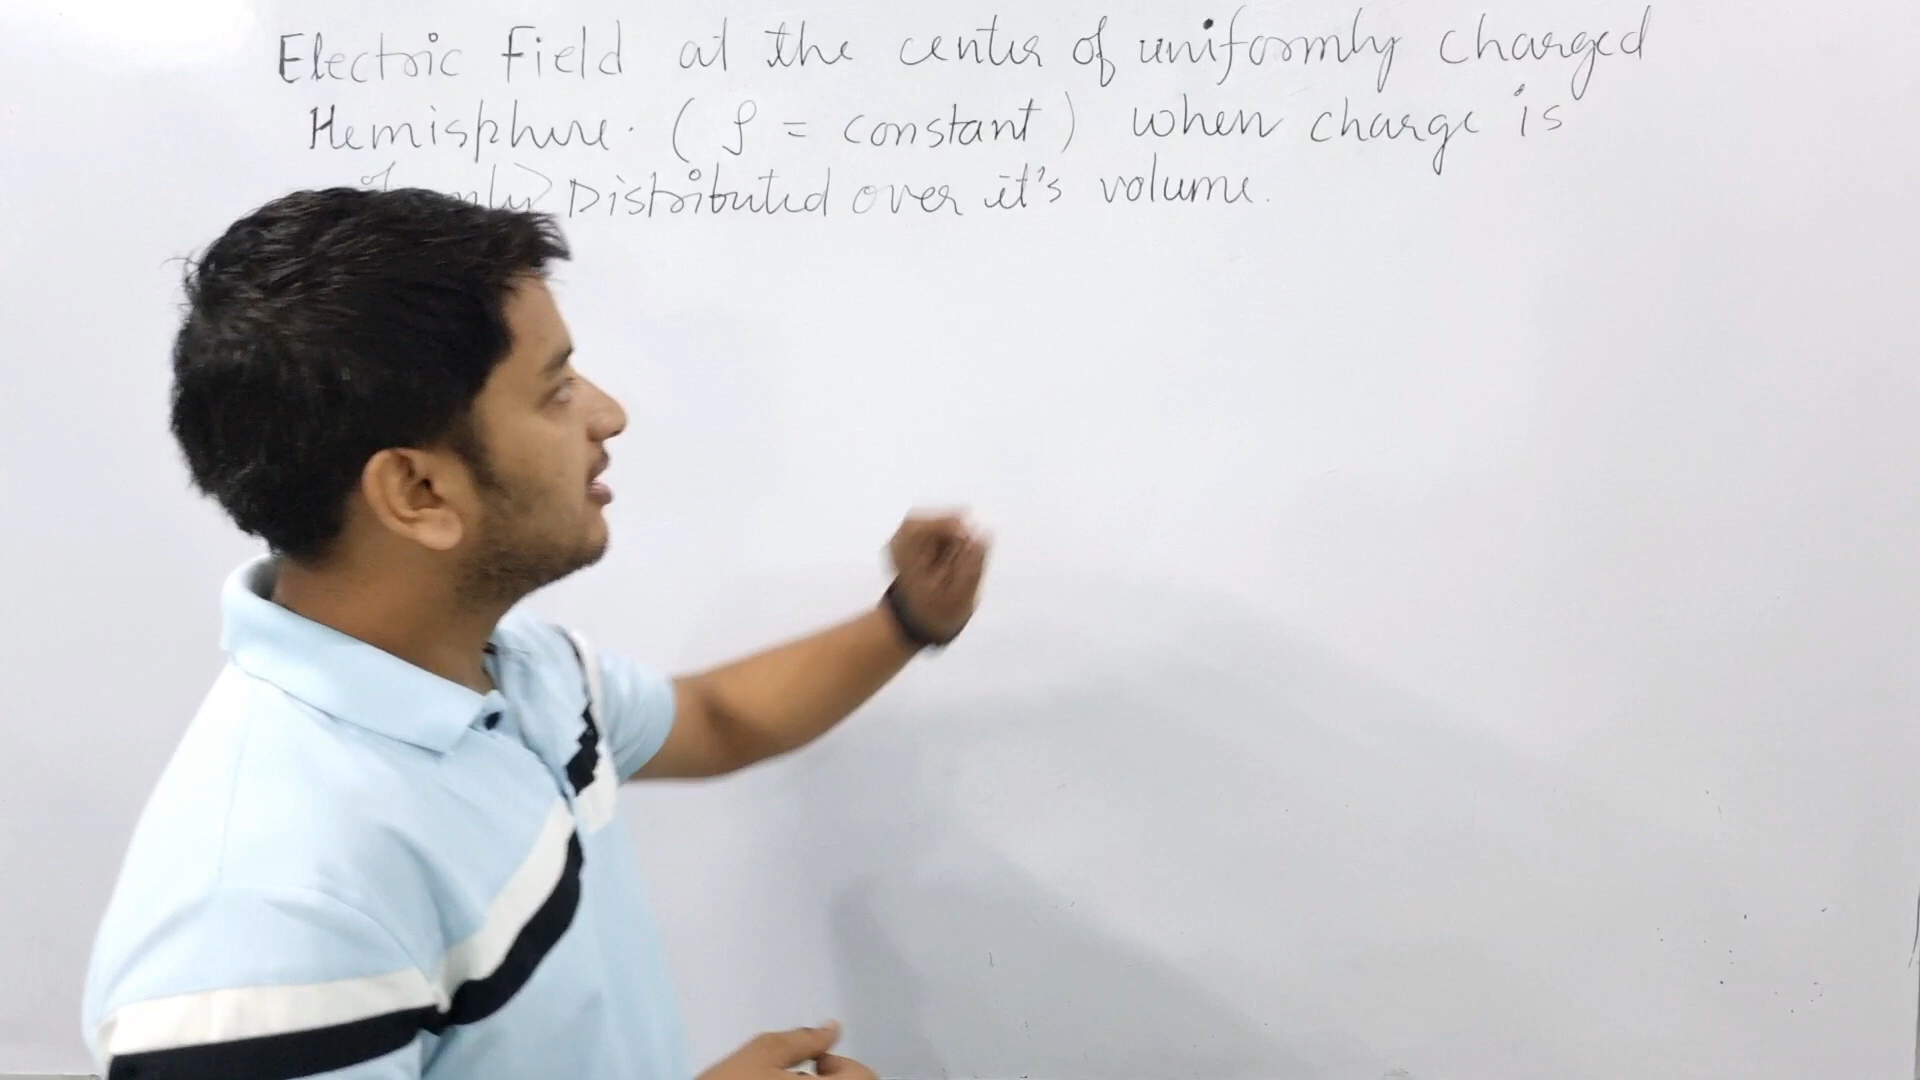 Electric Field at the center of uniformly charged
Hemisphere. ( ρ = constant ) when charge is
Distributed over it's volume.